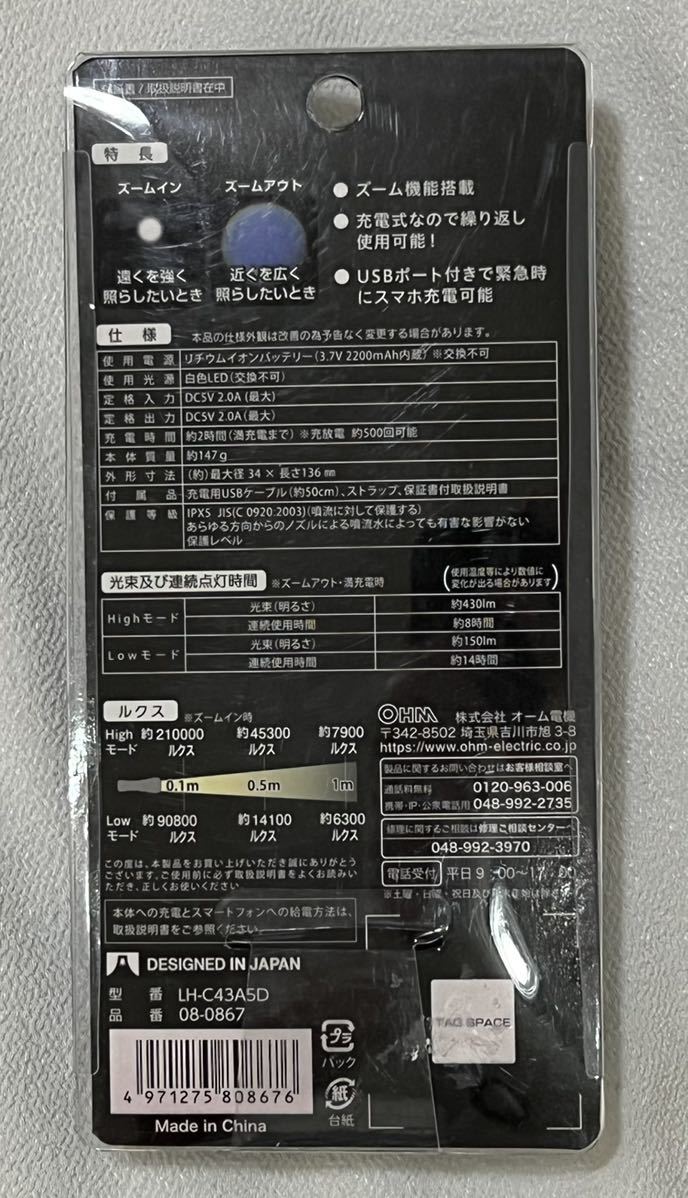 証書/取扱説明書在中
特長
ズームイン
ズームアウト
遠くを強く
照らしたいとき
近くを広く
照らしたいとき
● ズーム機能搭載
● 充電式なので繰り返し
使用可能!
● USBポート付きで緊急時
にスマホ充電可能
仕様 本品の仕様外観は改善の為予告なく変更する場合があります。
使用電源 リチウムイオンバッテリー(3.7V 2200mAh内蔵) ※交換不可
使用光源 白色LED(交換不可)
定格入力 DC5V 2.0A(最大)
定格出力 DC5V 2.0A(最大)
充電時間 約2時間(満充電まで)※充放電 約500回可能
本体質量 約147g
外形寸法 (約)最大径 34 × 長さ136 mm
付属品 充電用USBケーブル(約50cm)、ストラップ、保証書付取扱説明書
保護等級 IPX5 JIS(C 0920:2003)(噴流に対して保護する)
あらゆる方向からのノズルによる噴流水によっても有害な影響がない
保護レベル
光束及び連続点灯時間 ※ズームアウト・満充電時
(使用温度等により数値に
変化が出る場合があります)
Highモード 光束(明るさ) 約430lm
連続使用時間 約8時間
Lowモード 光束(明るさ) 約150lm
連続使用時間 約14時間
ルクス ※ズームイン時
High
モード
約210000
ルクス
約45300
ルクス
約7900
ルクス
0.1m 0.5m 1m
Low
モード
約90800
ルクス
約14100
ルクス
約6300
ルクス
この度は、本製品をお買い上げいただき誠にありがとう
ございます。ご使用前に必ず取扱説明書をよくお読みい
ただき、正しくお使いください。
本体への充電とスマートフォンへの給電方法は、
取扱説明書をご参照ください。
OHM 株式会社 オーム電機
〒342-8502 埼玉県吉川市旭 3-8
https://www.ohm-electric.co.jp
製品に関するお問い合わせはお客様相談室へ
通話料無料 0120-963-006
携帯・IP・公衆電話用 048-992-2735
修理に関するご相談は修理ご相談センターへ
048-992-3970
電話受付 平日9:00~17:00
※土曜・日曜・祝日及び
DESIGNED IN JAPAN
型番 LH-C43A5D
品番 08-0867
4 971275 808676
Made in China
プラ
パック
紙
台紙
TAG SPACE